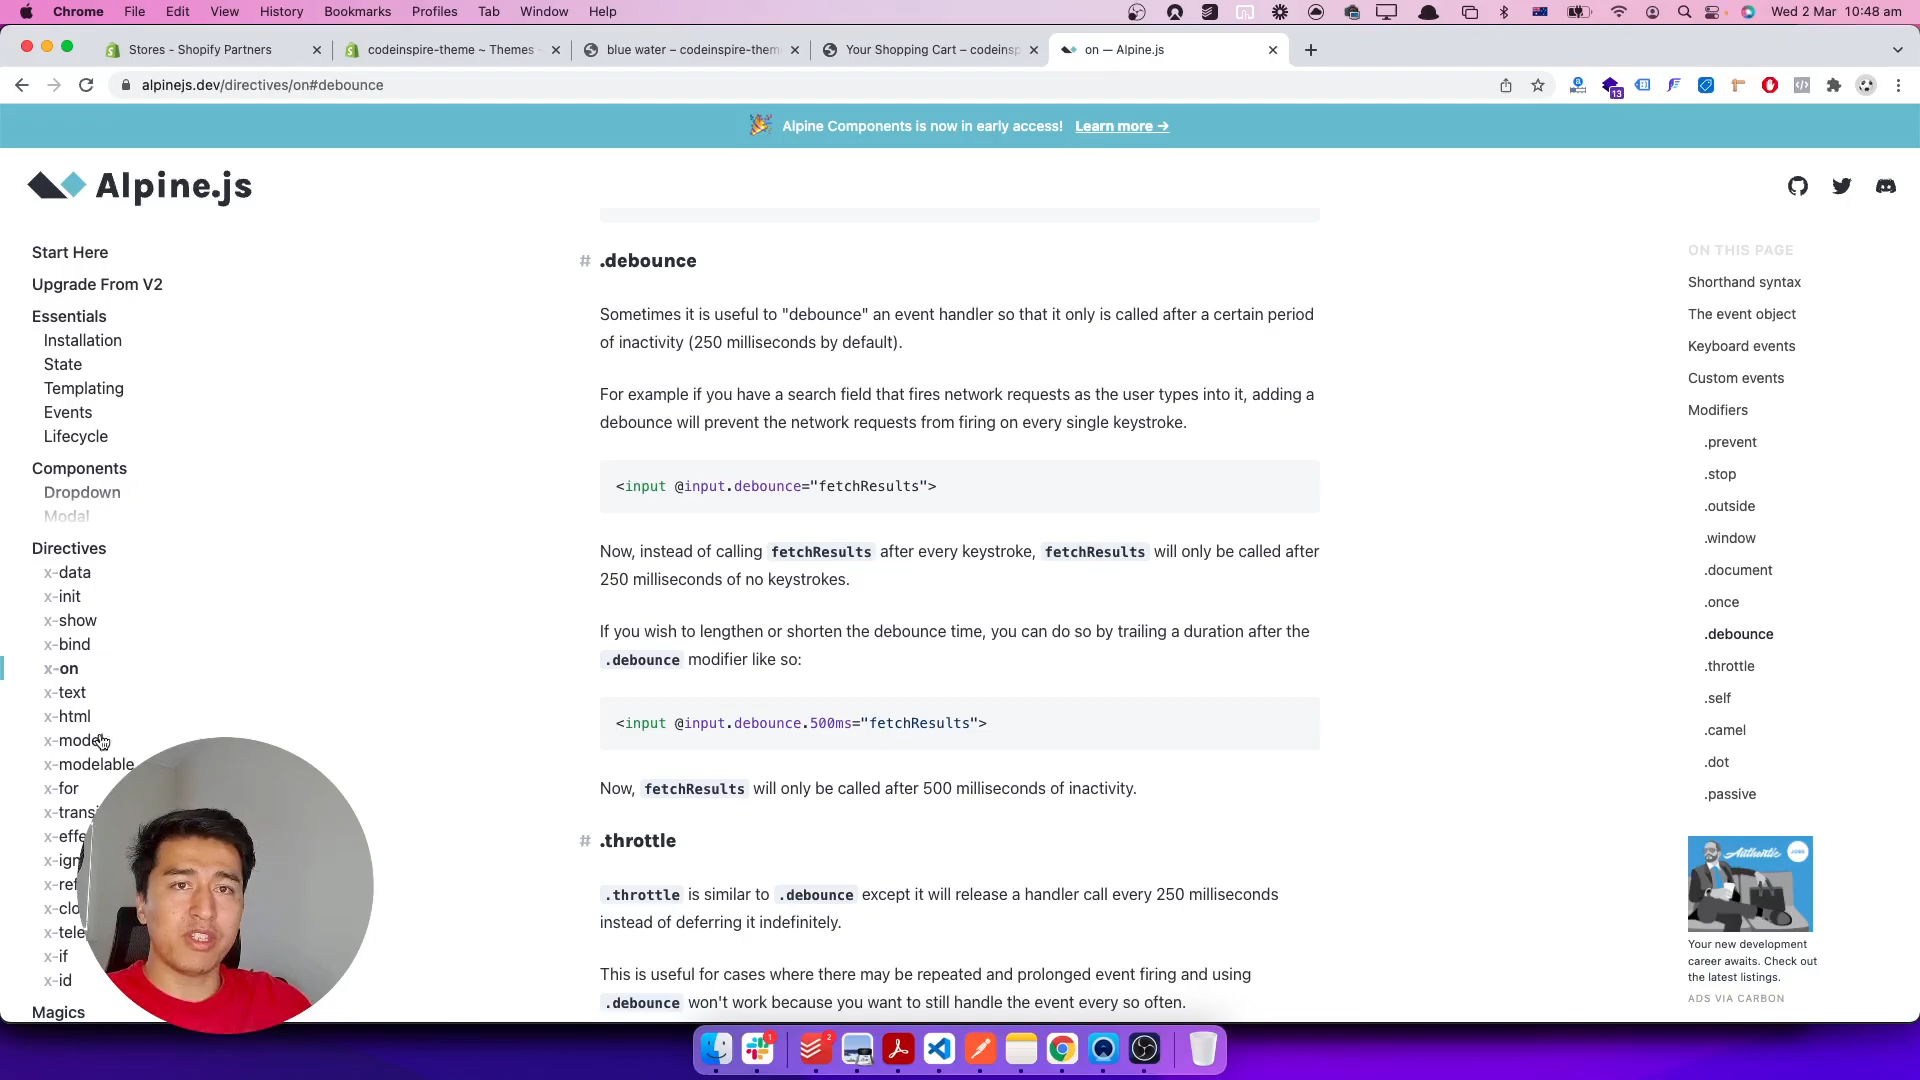 Chrome File Edit View History Bookmarks Profiles Tab Window Help Wed 2 Mar 10:48 am
Stores - Shopify Partners
codeinspire-theme ~ Themes -
blue water – codeinspire-them
Your Shopping Cart – codeinsp
on — Alpine.js
alpinejs.dev/directives/on#debounce
13
Alpine Components is now in early access! Learn more →
Alpine.js
Start Here
Upgrade From V2
Essentials
Installation
State
Templating
Events
Lifecycle
Components
Dropdown
Modal
Directives
x-data
x-init
x-show
x-bind
x-on
x-text
x-html
x-model
x-modelable
x-for
x-transi
x-effe
x-ign
x-ref
x-clo
x-tele
x-if
x-id
Magics
# .debounce
Sometimes it is useful to "debounce" an event handler so that it only is called after a certain period
of inactivity (250 milliseconds by default).
For example if you have a search field that fires network requests as the user types into it, adding a
debounce will prevent the network requests from firing on every single keystroke.
<input @input.debounce="fetchResults">
Now, instead of calling fetchResults after every keystroke, fetchResults will only be called after
250 milliseconds of no keystrokes.
If you wish to lengthen or shorten the debounce time, you can do so by trailing a duration after the
.debounce modifier like so:
<input @input.debounce.500ms="fetchResults">
Now, fetchResults will only be called after 500 milliseconds of inactivity.
# .throttle
.throttle is similar to .debounce except it will release a handler call every 250 milliseconds
instead of deferring it indefinitely.
This is useful for cases where there may be repeated and prolonged event firing and using
.debounce won't work because you want to still handle the event every so often.
ON THIS PAGE
Shorthand syntax
The event object
Keyboard events
Custom events
Modifiers
.prevent
.stop
.outside
.window
.document
.once
.debounce
.throttle
.self
.camel
.dot
.passive
Authentic JOBS
Your new development
career awaits. Check out
the latest listings.
ADS VIA CARBON
1
2